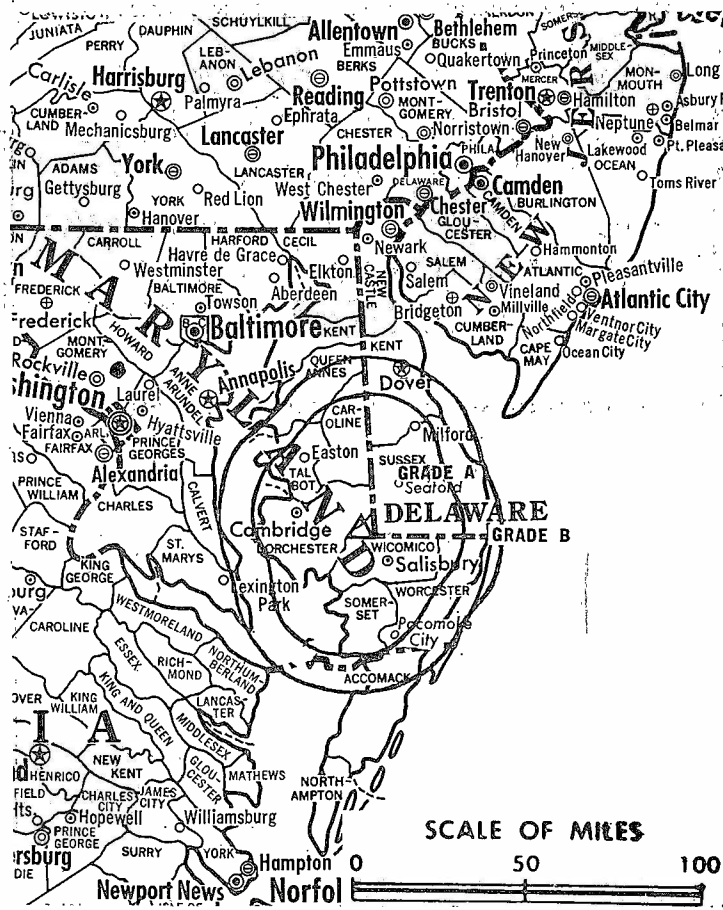 JUNIATA
DAUPHIN
SCHUYLKILL
PERRY
LEB-
ANON
Lebanon
Allentown
Emmaus
BERKS
Bethlehem
BUCKS
Quakertown
Princeton
MERCER
MIDDLE-
SEX
MON-
MOUTH
Long
Carlisle
Harrisburg
Palmyra
Reading
Pottstown
MONT-
GOMERY
Trenton
Bristol
Hamilton
Asbury
Neptune
Belmar
CUMBER-
LAND
Mechanicsburg
Ephrata
Lancaster
LANCASTER
CHESTER
Norristown
PHILA
New
Hanover
Lakewood
OCEAN
Pt. Pleasa
Toms River
ADAMS
Gettysburg
York
YORK
Red Lion
Hanover
West Chester
Philadelphia
DELAWARE
Chester
Camden
CAMDEN
BURLINGTON
Wilmington
GLOU-
CESTER
Newark
NEW
CASTLE
SALEM
Salem
NEW JERS
Hammonton
ATLANTIC
Pleasantville
Northfield
Atlantic City
Ventnor City
Margate City
Ocean City
Vineland
Millville
Bridgeton
CUMBER-
LAND
CAPE
MAY
CARROLL
Westminster
BALTIMORE
HARFORD
CECIL
Havre de Grace
Elkton
Aberdeen
Towson
Baltimore
MARYLAND
FREDERICK
Frederick
HOWARD
MONT-
GOMERY
Rockville
Laurel
ANNE
ARUNDEL
Annapolis
KENT
QUEEN
ANNES
KENT
Dover
shington
Vienna
Fairfax
ARL.
FAIRFAX
Hyattsville
PRINCE
GEORGES
Alexandria
PRINCE
WILLIAM
CHARLES
CALVERT
CAR-
OLINE
Easton
TAL
BOT
Milford
SUSSEX
GRADE A
Seaford
DELAWARE
GRADE B
Cambridge
DORCHESTER
WICOMICO
Salisbury
STAF-
FORD
ST.
MARYS
KING
GEORGE
Lexington
Park
SOMER-
SET
WORCESTER
Pocomoke
City
ACCOMACK
CAROLINE
WESTMORELAND
ESSEX
RICH-
MOND
NORTHUM-
BERLAND
LANCAS-
TER
KING
WILLIAM
KING AND QUEEN
MIDDLESEX
I A
HENRICO
NEW
KENT
GLOU-
CESTER
MATHEWS
NORTH-
AMPTON
CHARLES
CITY
JAMES
CITY
Hopewell
Williamsburg
PRINCE
GEORGE
ersburg
DIE
SURRY
YORK
Hampton
Newport News
Norfol
SCALE OF MILES
0 50 100